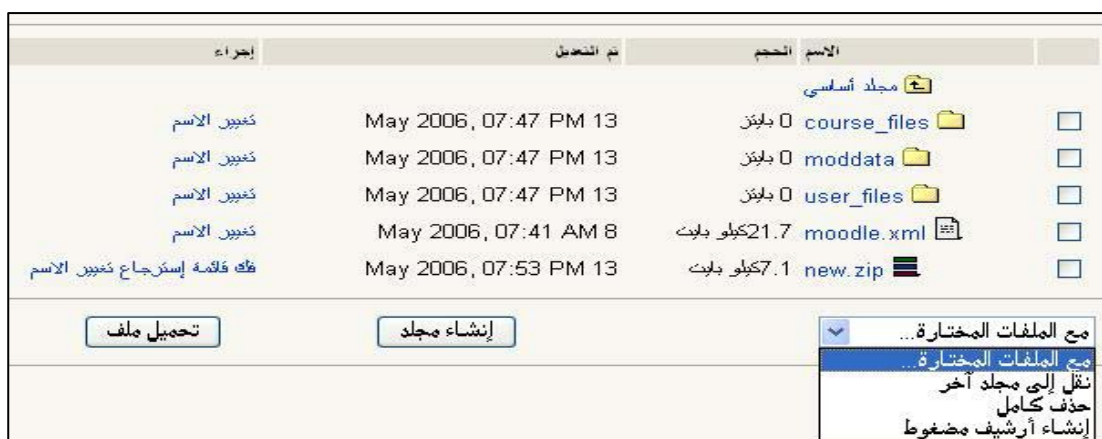 الاسم الحجم تم التعديل إجراء
مجلد أساسي
course_files 0 بايتز May 2006, 07:47 PM 13 تغيير الاسم
moddata 0 بايتز May 2006, 07:47 PM 13 تغيير الاسم
user_files 0 بايتز May 2006, 07:47 PM 13 تغيير الاسم
moodle.xml 21.7كيلو بايت May 2006, 07:41 AM 8 تغيير الاسم
new.zip 7.1كيلو بايت May 2006, 07:53 PM 13 فك قائمة إسترجاع تغيير الاسم
مع الملفات المختارة... إنشاء مجلد تحميل ملف
مع الملفات المختارة...
نقل إلى مجلد آخر
حذف كامل
إنشاء أرشيف مضغوط